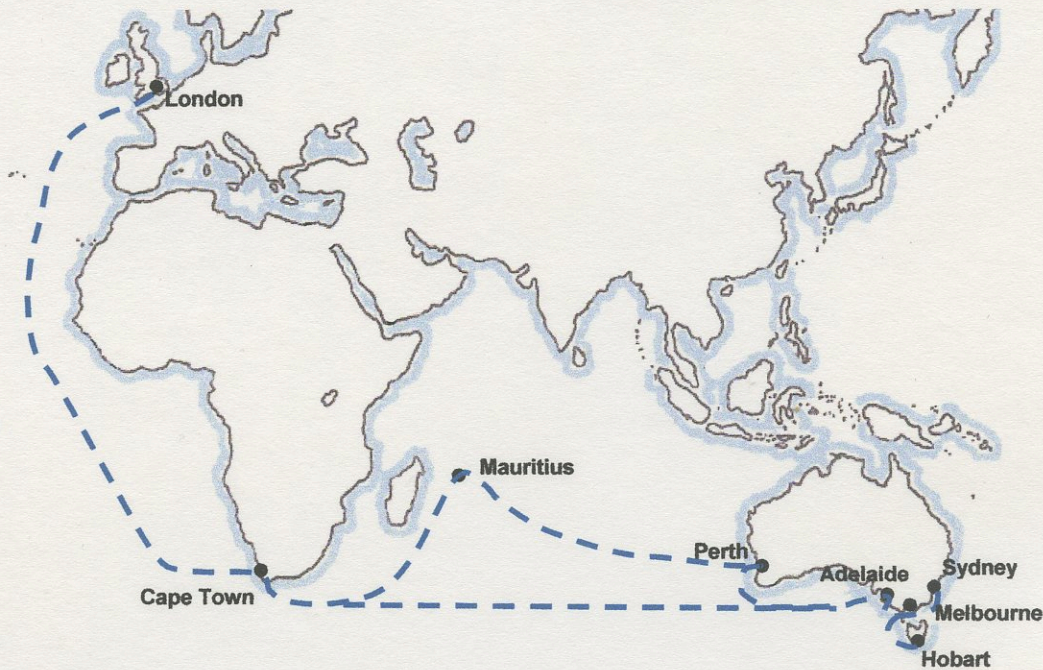 London
Mauritius
Perth
Sydney
Adelaide
Cape Town
Melbourne
Hobart